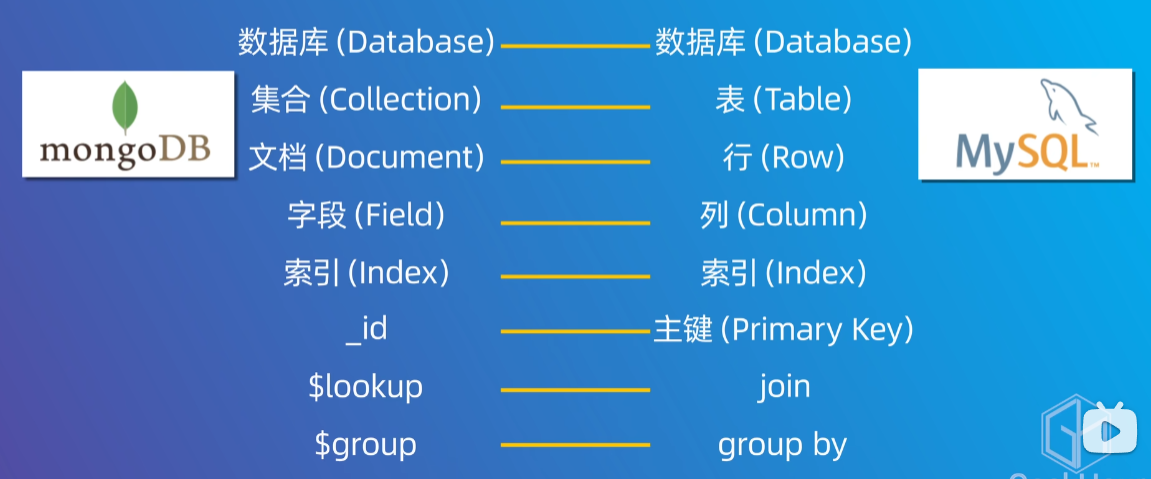 数据库 (Database) 数据库 (Database)
集合 (Collection) 表 (Table)
mongoDB 文档 (Document) 行 (Row) MySQL™
字段 (Field) 列 (Column)
索引 (Index) 索引 (Index)
_id 主键 (Primary Key)
$lookup join
$group group by